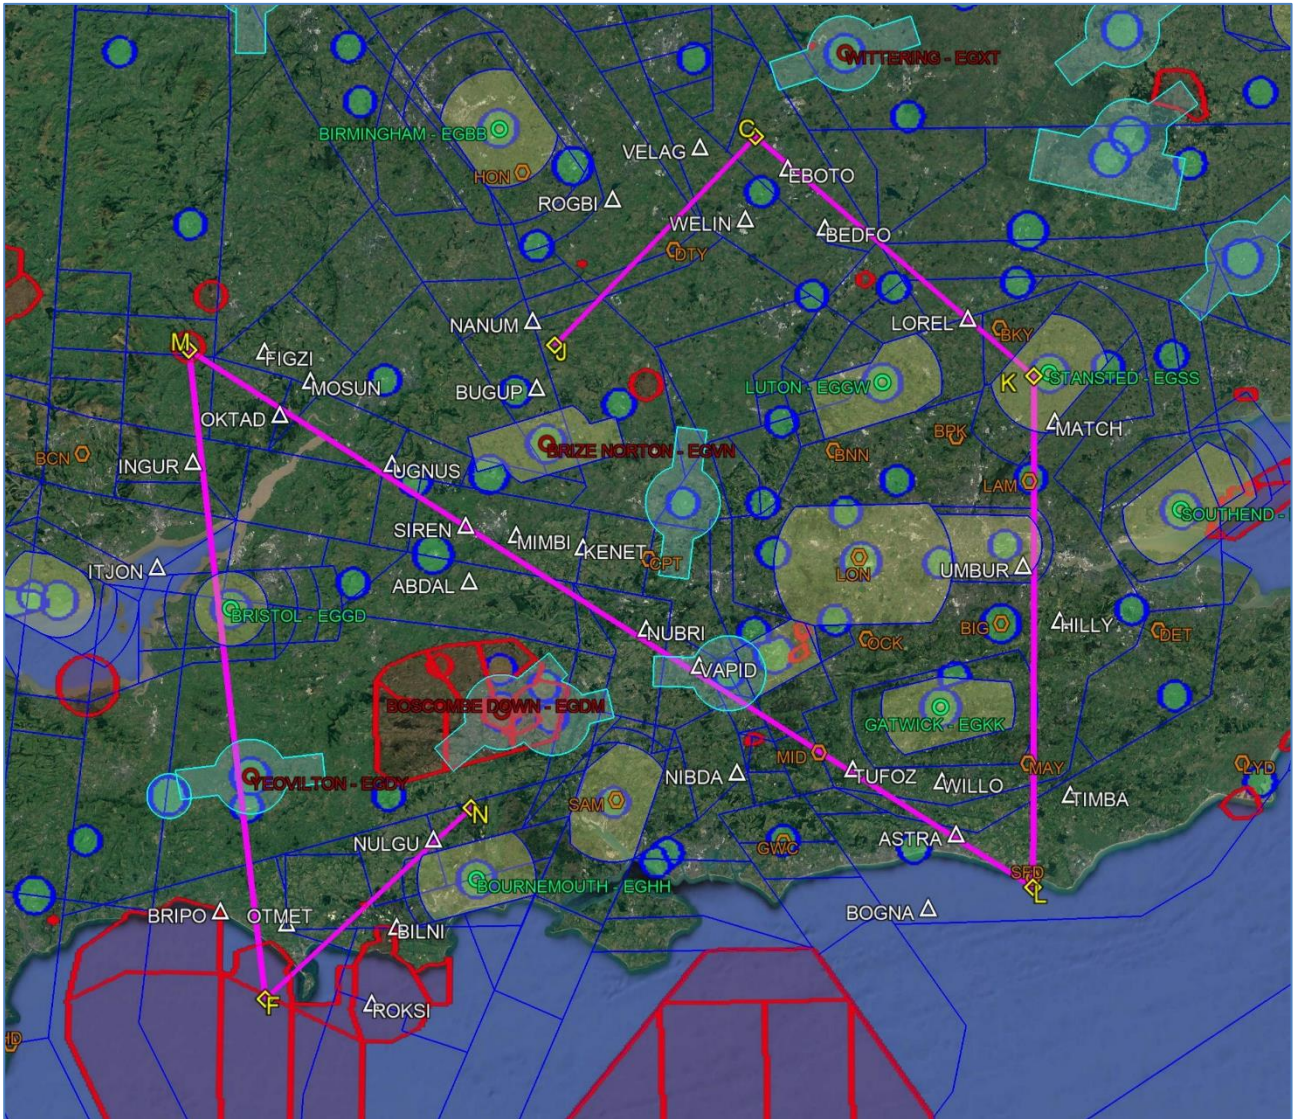 WITTERING - EGXT
C
BIRMINGHAM - EGBB
VELAG
EBOTO
HON
ROGBI
WELIN
BEDFO
DTY
NANUM
LOREL
BKY
M
FIGZI
J
MOSUN
BUGUP
LUTON - EGGW
K
STANSTED - EGSS
OKTAD
MATCH
BPK
BCN
INGUR
BRIZE NORTON - EGVN
BNN
UGNUS
LAM
SOUTHEND -
SIREN
MIMBI
KENET
CPT
ITJON
ABDAL
LON
UMBUR
BRISTOL - EGGD
NUBRI
BIG
HILLY
DET
OCK
VAPID
BOSCOMBE DOWN - EGDM
GATWICK - EGKK
MID
MAY
LYD
YEOVILTON - EGDY
NIBDA
TUFOZ
WILLO
TIMBA
SAM
N
NULGU
GWC
ASTRA
BOURNEMOUTH - EGHH
SFD
L
BRIPO
OTMET
BILNI
BOGNA
F
ROKSI
HD